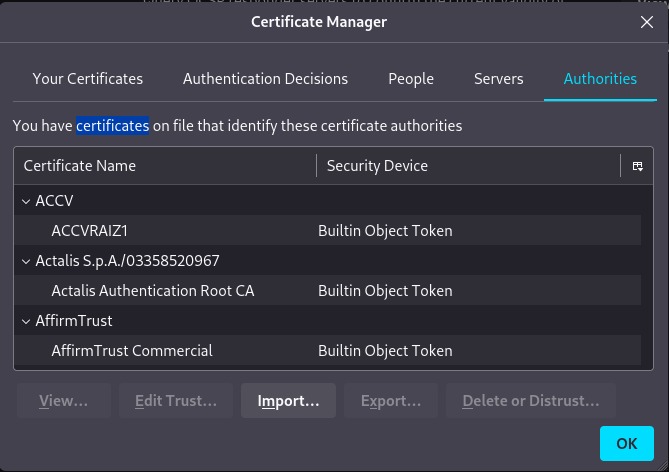 Certificate Manager
Your Certificates Authentication Decisions People Servers Authorities
You have certificates on file that identify these certificate authorities
Certificate Name Security Device
ACCV
ACCVRAIZ1 Builtin Object Token
Actalis S.p.A./03358520967
Actalis Authentication Root CA Builtin Object Token
AffirmTrust
AffirmTrust Commercial Builtin Object Token
View... Edit Trust... Import... Export... Delete or Distrust...
OK